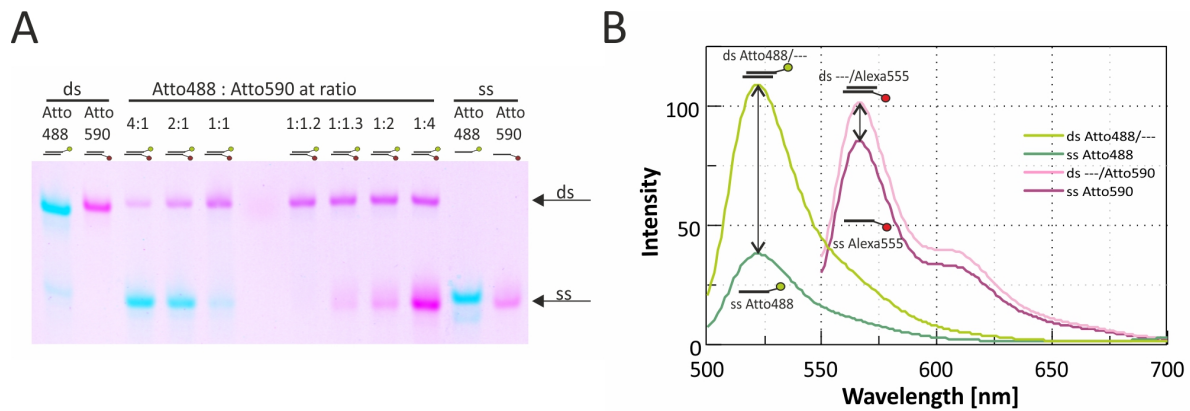 A
ds
Atto488 : Atto590 at ratio
ss
Atto
488
Atto
590
4:1
2:1
1:1
1:1.2
1:1.3
1:2
1:4
Atto
488
Atto
590
ds
ss
B
ds Atto488/---
ds ---/Alexa555
ss Alexa555
ss Atto488
ds Atto488/---
ss Atto488
ds ---/Atto590
ss Atto590
Intensity
100
50
0
500
550
600
650
700
Wavelength [nm]